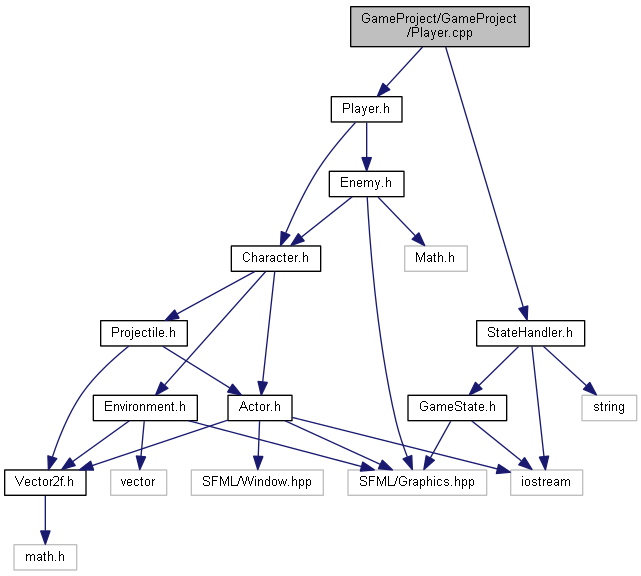 GameProject/GameProject
/Player.cpp
Player.h
Enemy.h
Character.h
Math.h
Projectile.h
StateHandler.h
Environment.h
Actor.h
GameState.h
string
Vector2f.h
vector
SFML/Window.hpp
SFML/Graphics.hpp
iostream
math.h